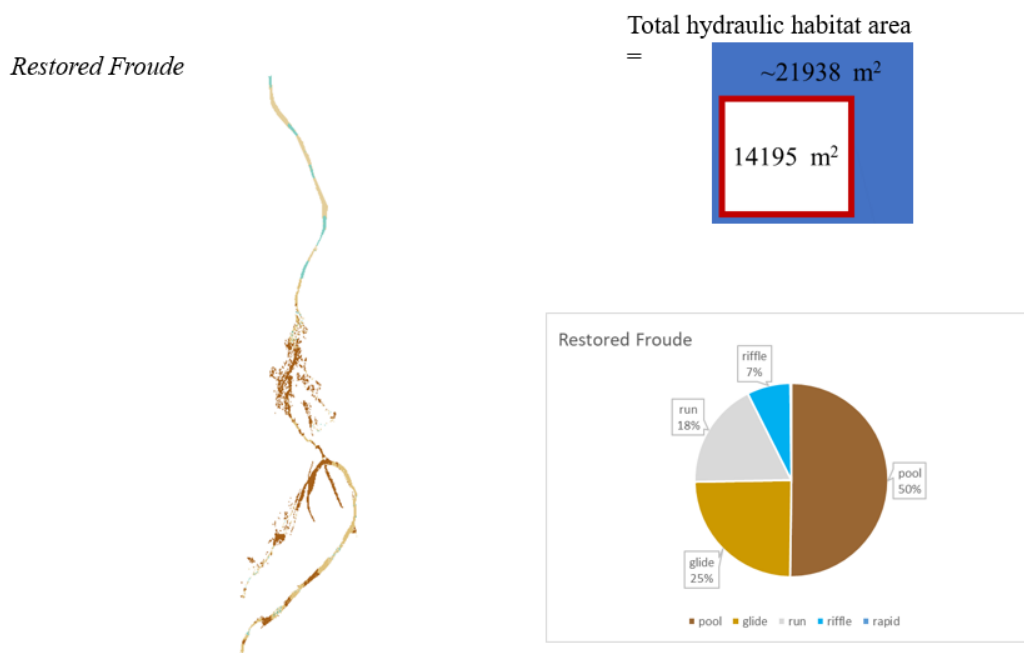 Total hydraulic habitat area
=
Restored Froude
~21938 m²
14195 m²
Restored Froude
riffle
7%
run
18%
pool
50%
glide
25%
pool glide run riffle rapid